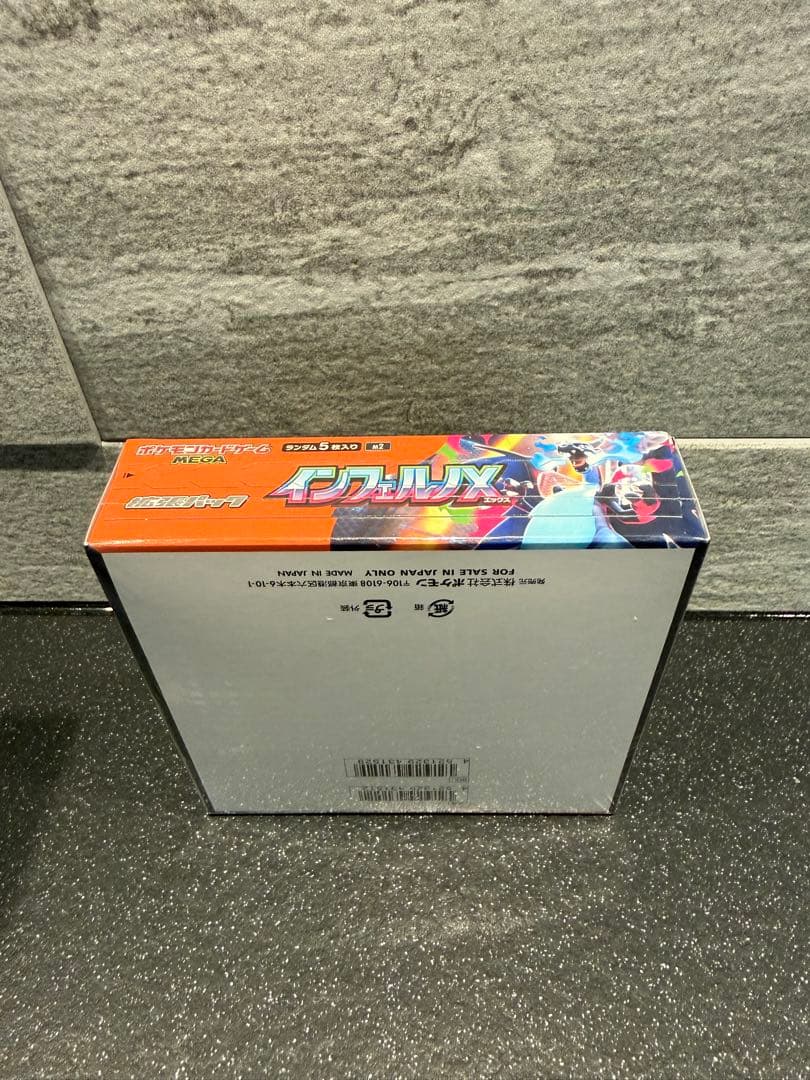 ポケモンカードゲーム
MEGA
ランダム5枚入り
M2
拡張パック
インフェルノX
エックス
発売元 株式会社ポケモン 〒106-6108 東京都港区六本木6-10-1
FOR SALE IN JAPAN ONLY MADE IN JAPAN
紙 箱
プラ 外装